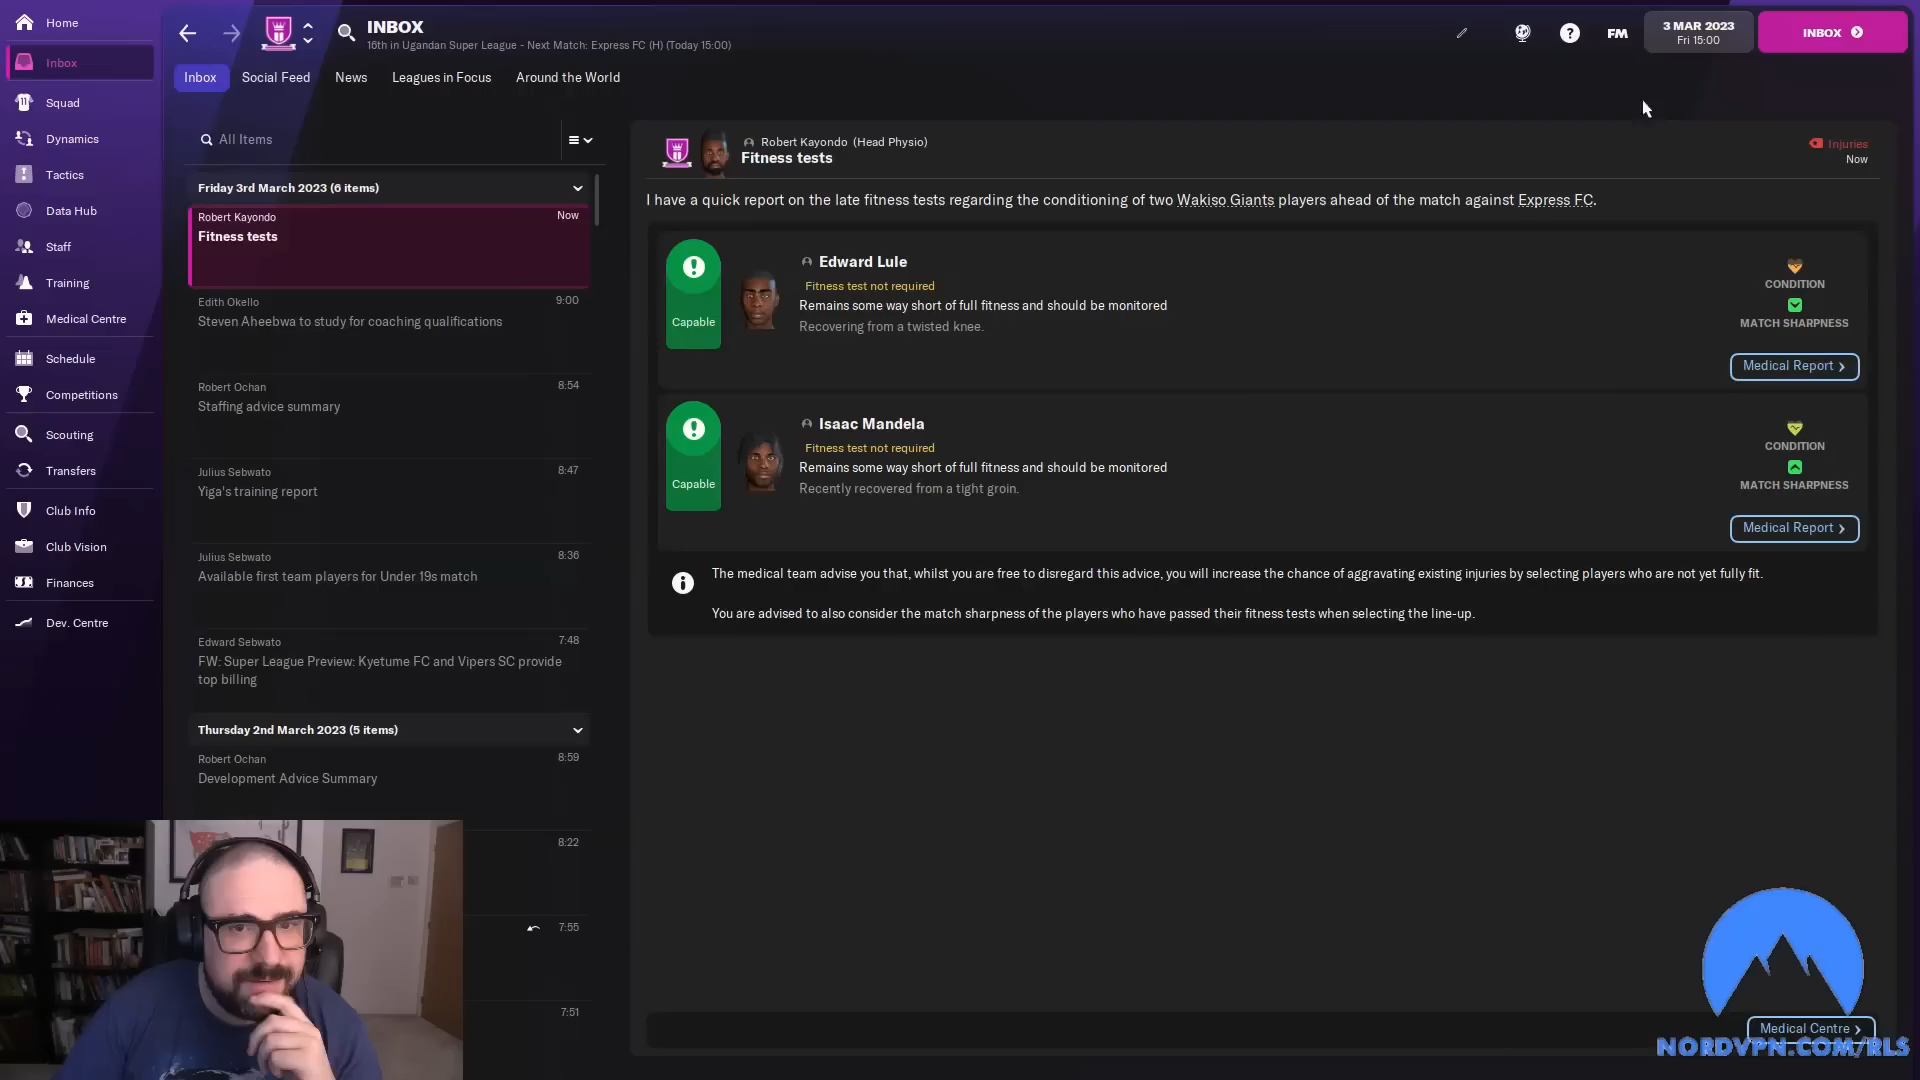 Home
Inbox
Squad
Dynamics
Tactics
Data Hub
Staff
Training
Medical Centre
Schedule
Competitions
Scouting
Transfers
Club Info
Club Vision
Finances
Dev. Centre
INBOX
16th in Ugandan Super League - Next Match: Express FC (H) (Today 15:00)
FM
3 MAR 2023
Fri 15:00
INBOX
Inbox
Social Feed
News
Leagues in Focus
Around the World
All Items
Friday 3rd March 2023 (6 items)
Robert Kayondo
Now
Fitness tests
Edith Okello
9:00
Steven Aheebwa to study for coaching qualifications
Robert Ochan
8:54
Staffing advice summary
Julius Sebwato
8:47
Yiga's training report
Julius Sebwato
8:36
Available first team players for Under 19s match
Edward Sebwato
7:48
FW: Super League Preview: Kyetume FC and Vipers SC provide
top billing
Thursday 2nd March 2023 (5 items)
Robert Ochan
8:59
Development Advice Summary
8:22
7:55
7:51
Robert Kayondo (Head Physio)
Fitness tests
Injuries
Now
I have a quick report on the late fitness tests regarding the conditioning of two Wakiso Giants players ahead of the match against Express FC.
Capable
Edward Lule
Fitness test not required
Remains some way short of full fitness and should be monitored
Recovering from a twisted knee.
CONDITION
MATCH SHARPNESS
Medical Report
Capable
Isaac Mandela
Fitness test not required
Remains some way short of full fitness and should be monitored
Recently recovered from a tight groin.
CONDITION
MATCH SHARPNESS
Medical Report
The medical team advise you that, whilst you are free to disregard this advice, you will increase the chance of aggravating existing injuries by selecting players who are not yet fully fit.
You are advised to also consider the match sharpness of the players who have passed their fitness tests when selecting the line-up.
Medical Centre
NORDVPN.COM/RLS